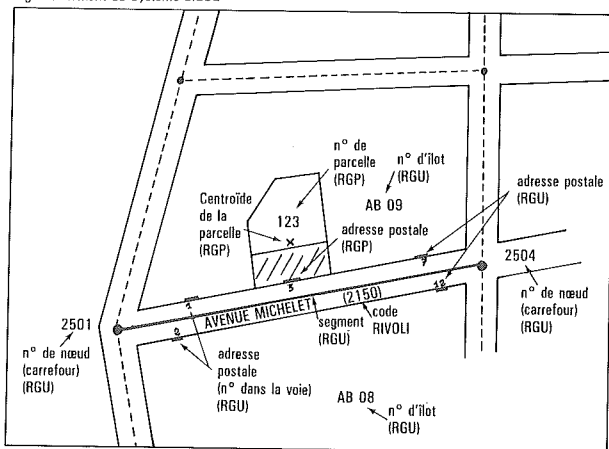 n° de
parcelle
(RGP)
n° d'îlot
(RGU)
adresse postale
(RGU)
Centroïde
de la
parcelle
(RGP)
123
AB 09
adresse postale
(RGP)
1
5
2504
n° de nœud
(carrefour)
(RGU)
2501
n° de nœud
(carrefour)
(RGU)
2
12
AVENUE MICHELET
(2150)
segment
(RGU)
code
RIVOLI
adresse
postale
(n° dans la voie)
(RGU)
AB 08
n° d'îlot
(RGU)